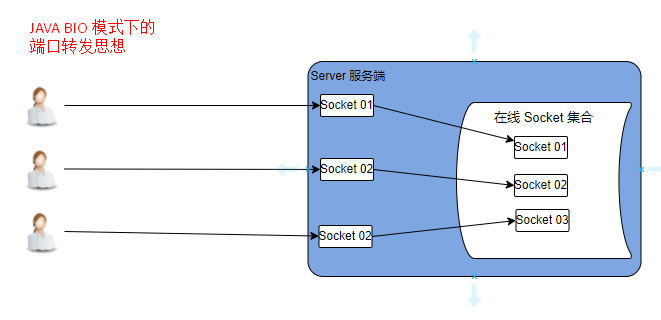 JAVA BIO 模式下的
端口转发思想
Server 服务端
Socket 01
在线 Socket 集合
Socket 01
Socket 02
Socket 02
Socket 03
Socket 02